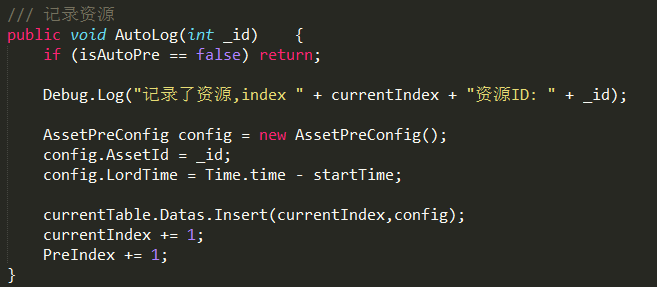 /// 记录资源
public void AutoLog(int _id)    {
    if (isAutoPre == false) return;
    Debug.Log("记录了资源,index " + currentIndex + "资源ID: " + _id);
    AssetPreConfig config = new AssetPreConfig();
    config.AssetId = _id;
    config.LordTime = Time.time - startTime;
    currentTable.Datas.Insert(currentIndex,config);
    currentIndex += 1;
    PreIndex += 1;
}